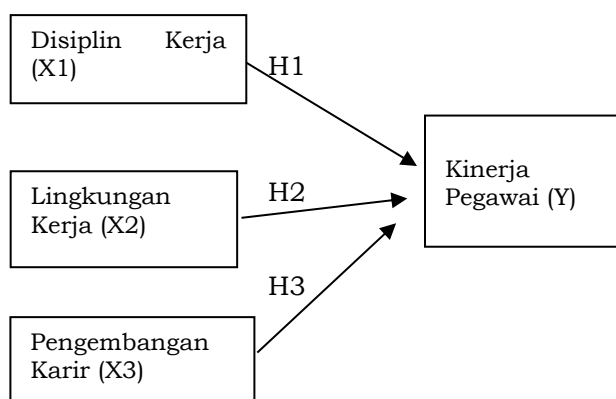 Disiplin Kerja
(X1)
H1
Kinerja
Pegawai (Y)
Lingkungan
Kerja (X2)
H2
H3
Pengembangan
Karir (X3)